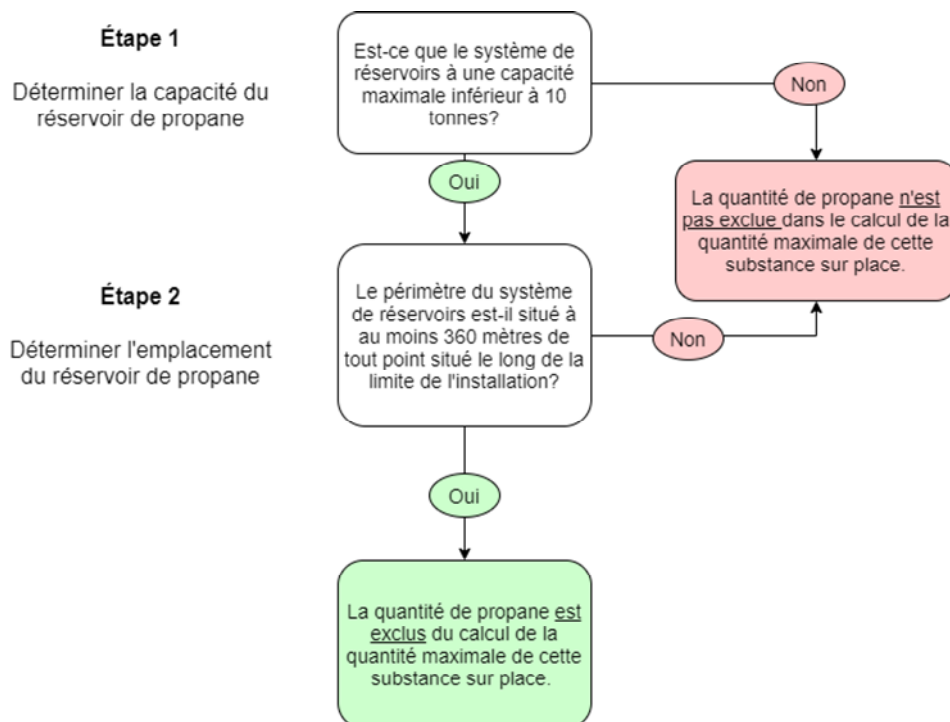 Étape 1
Déterminer la capacité du
réservoir de propane
Est-ce que le système de
réservoirs à une capacité
maximale inférieur à 10
tonnes?
Non
Oui
La quantité de propane n'est
pas exclue dans le calcul de la
quantité maximale de cette
substance sur place.
Étape 2
Déterminer l'emplacement
du réservoir de propane
Le périmètre du système
de réservoirs est-il situé à
au moins 360 mètres de
tout point situé le long de la
limite de l'installation?
Non
Oui
La quantité de propane est
exclus du calcul de la
quantité maximale de cette
substance sur place.